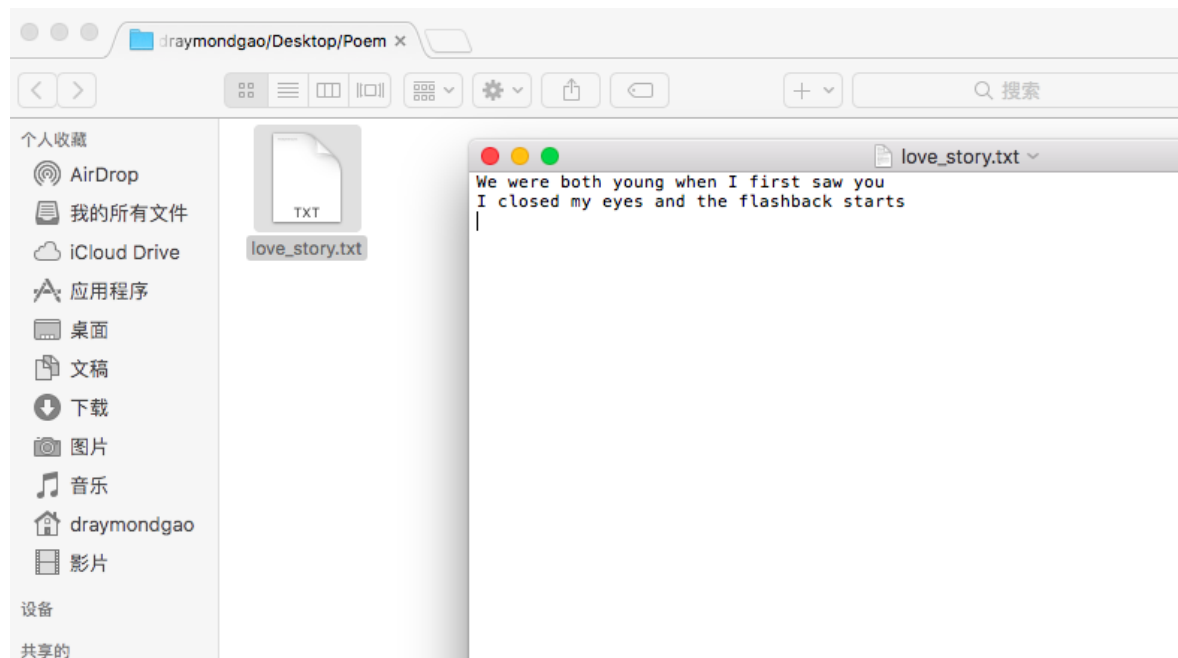 draymondgao/Desktop/Poem ×
搜索
个人收藏
AirDrop
我的所有文件
iCloud Drive
应用程序
桌面
文稿
下载
图片
音乐
draymondgao
影片
设备
共享的
TXT
love_story.txt
love_story.txt
We were both young when I first saw you
I closed my eyes and the flashback starts